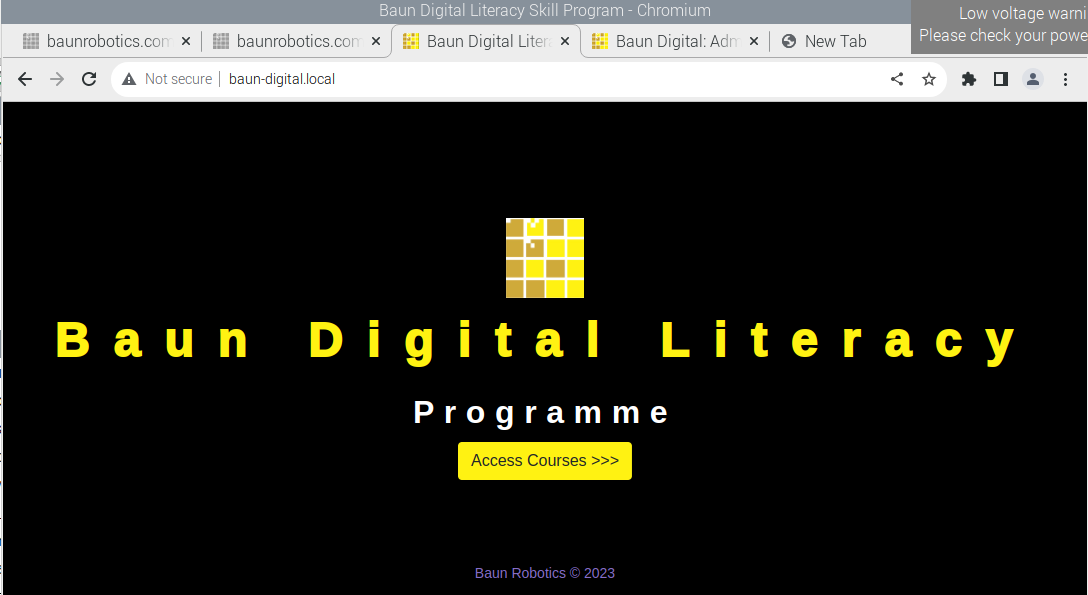 Baun Digital Literacy Skill Program - Chromium
Low voltage warni
Please check your powe
baunrobotics.com
baunrobotics.com
Baun Digital Liter
Baun Digital: Adm
New Tab
Not secure
baun-digital.local
Baun Digital Literacy
Programme
Access Courses >>>
Baun Robotics © 2023